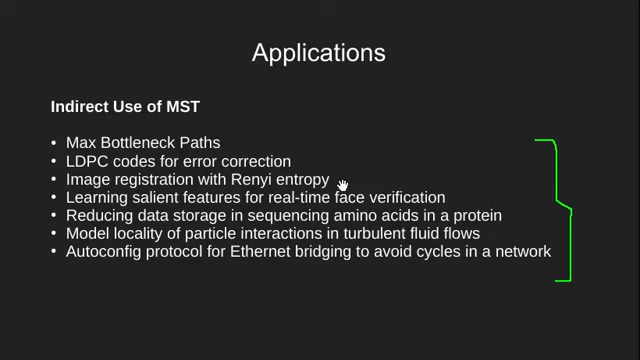 Applications
Indirect Use of MST
• Max Bottleneck Paths
• LDPC codes for error correction
• Image registration with Renyi entropy
• Learning salient features for real-time face verification
• Reducing data storage in sequencing amino acids in a protein
• Model locality of particle interactions in turbulent fluid flows
• Autoconfig protocol for Ethernet bridging to avoid cycles in a network